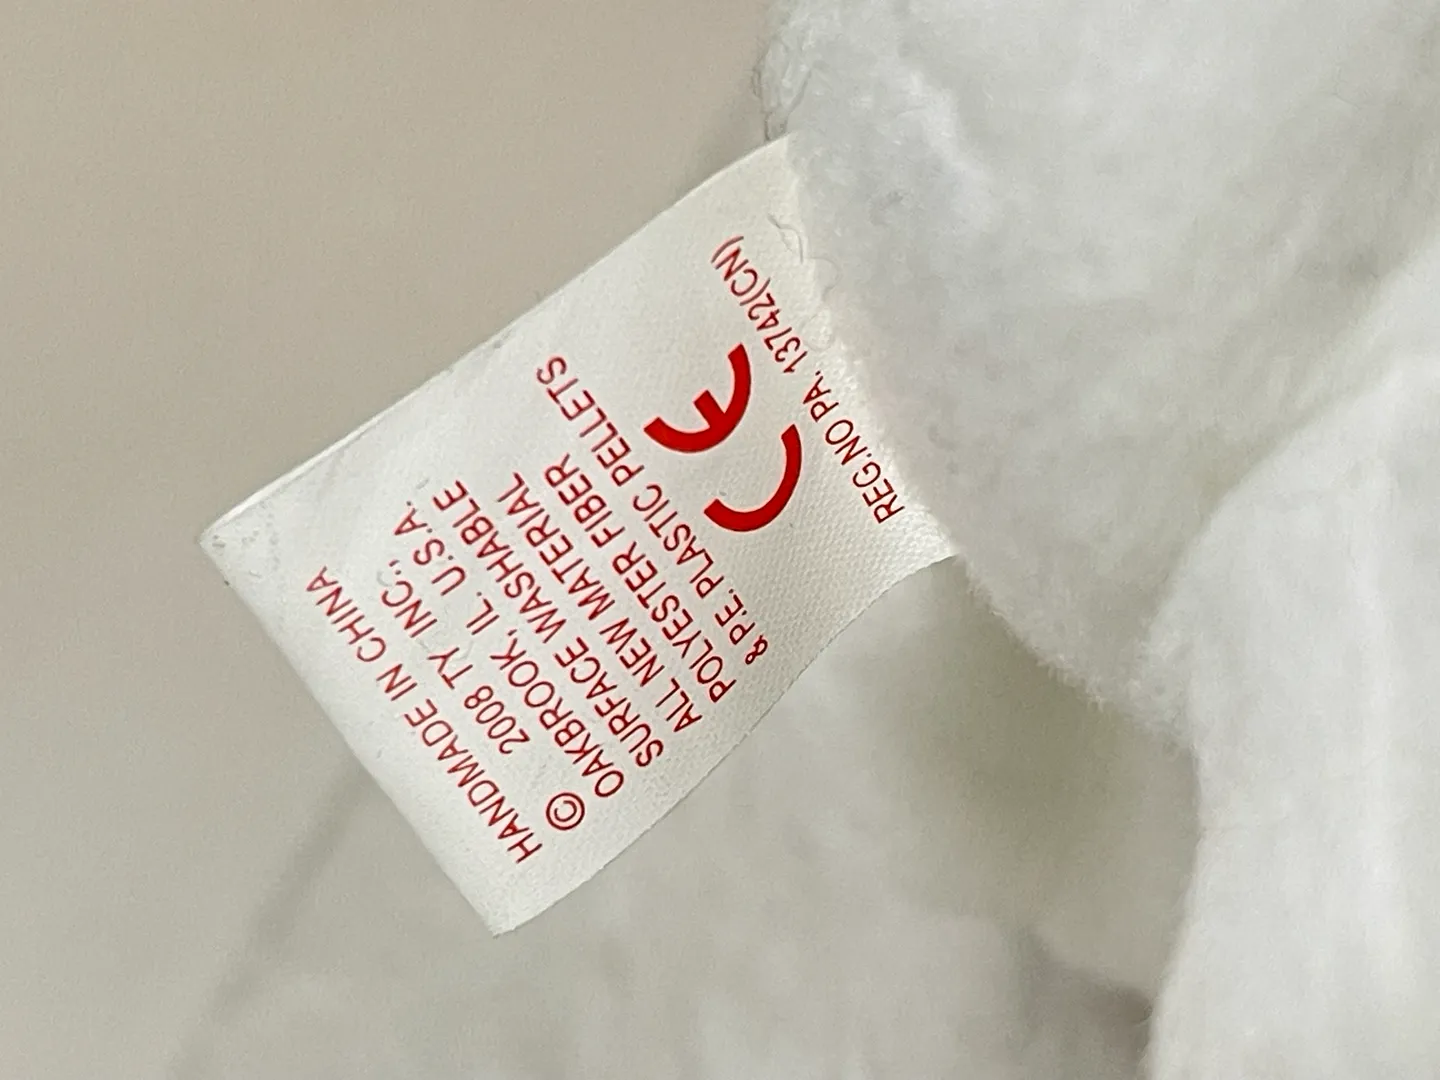 HANDMADE IN CHINA
© 2008 TY INC.,
OAKBROOK, IL. U.S.A.
SURFACE WASHABLE
ALL NEW MATERIAL
POLYESTER FIBER
& P.E. PLASTIC PELLETS
CE
REG.NO PA. 13742(CN)